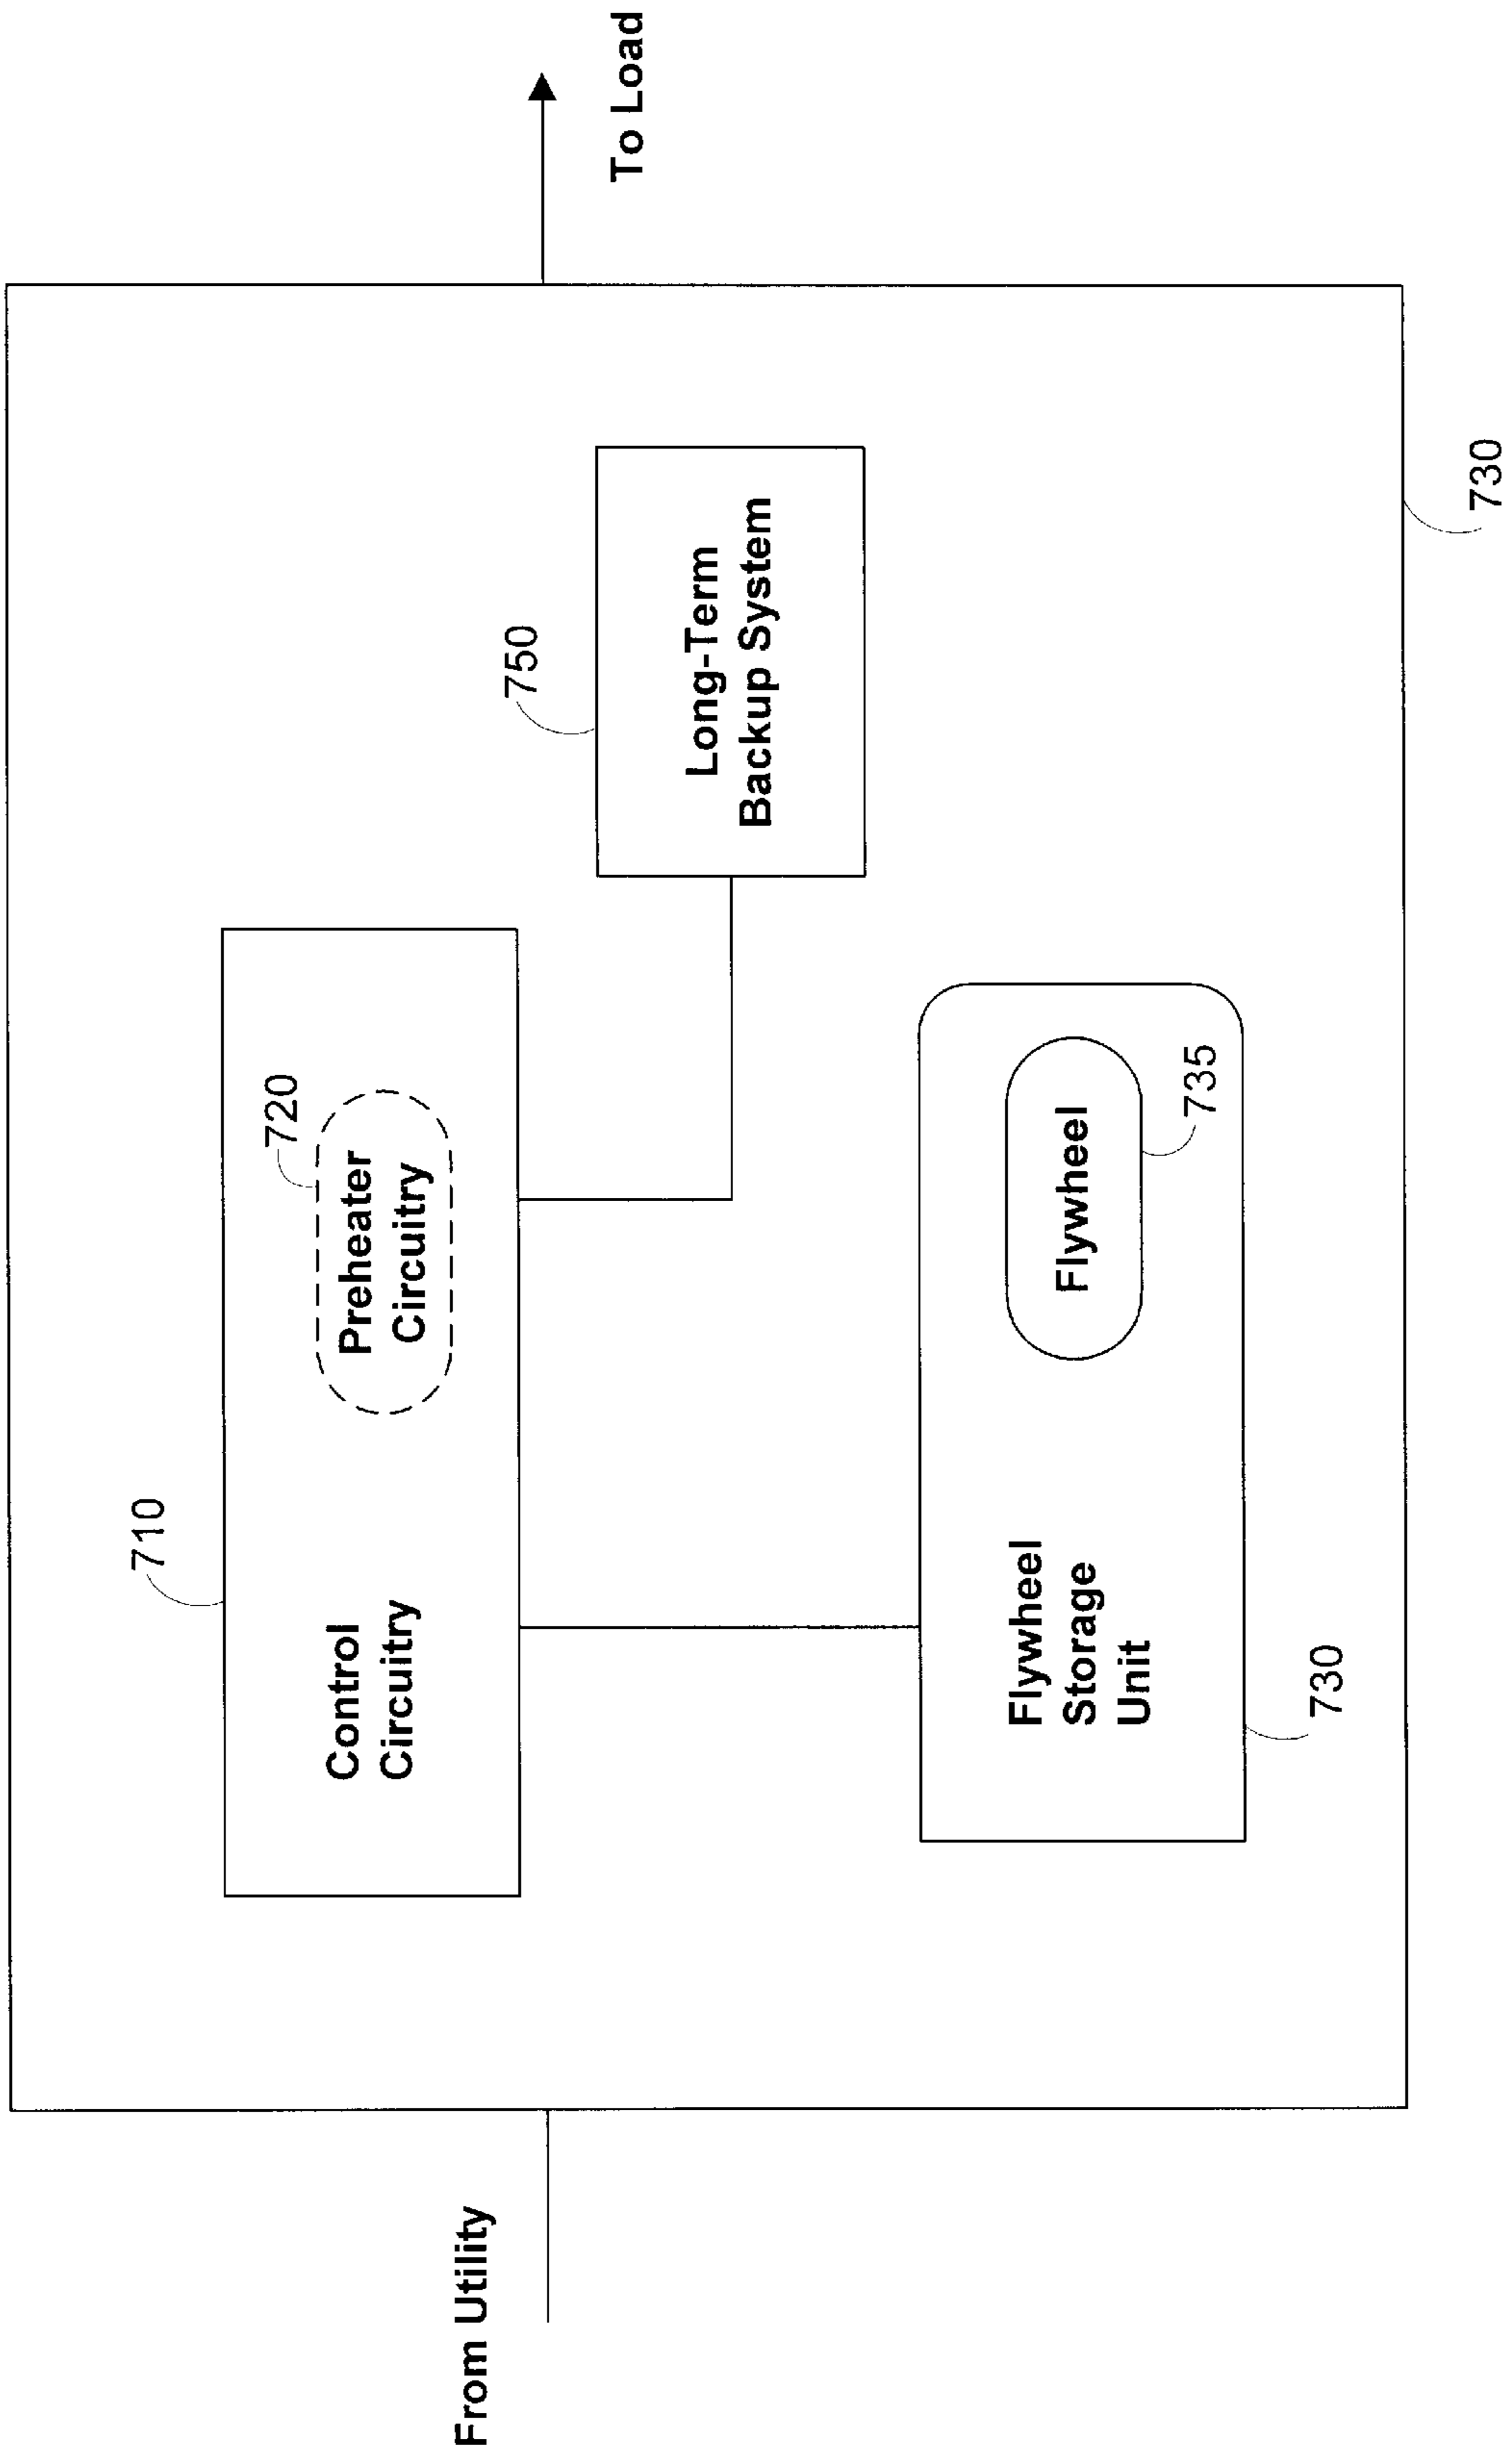 710
720
Control
Circuitry
Preheater
Circuitry
From Utility
750
Long-Term
Backup System
To Load
Flywheel
Storage
Unit
Flywheel
735
730
730